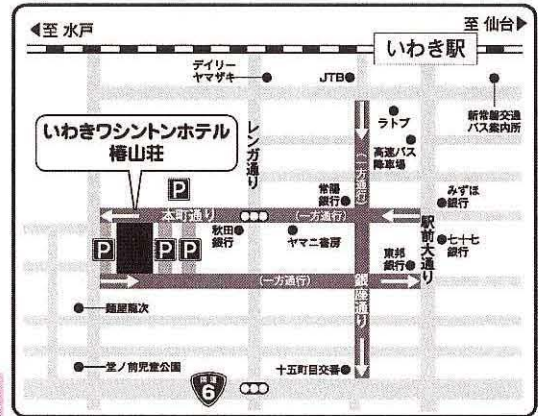 ◀至 水戸
至 仙台▶
いわき駅
デイリー
ヤマザキ
JTB
ラトブ
新常磐交通
バス案内所
高速バス
降車場
いわきワシントンホテル
椿山荘
レンガ通り
(一方通行)
P
常陽
銀行
みずほ
銀行
本町通り
(一方通行)
秋田
銀行
ヤマニ書房
駅前大通り
七十七
銀行
P
P
P
東邦
銀行
(一方通行)
銀座通り
麺屋龍次
堂ノ前児童公園
国道
6
十五町目交番